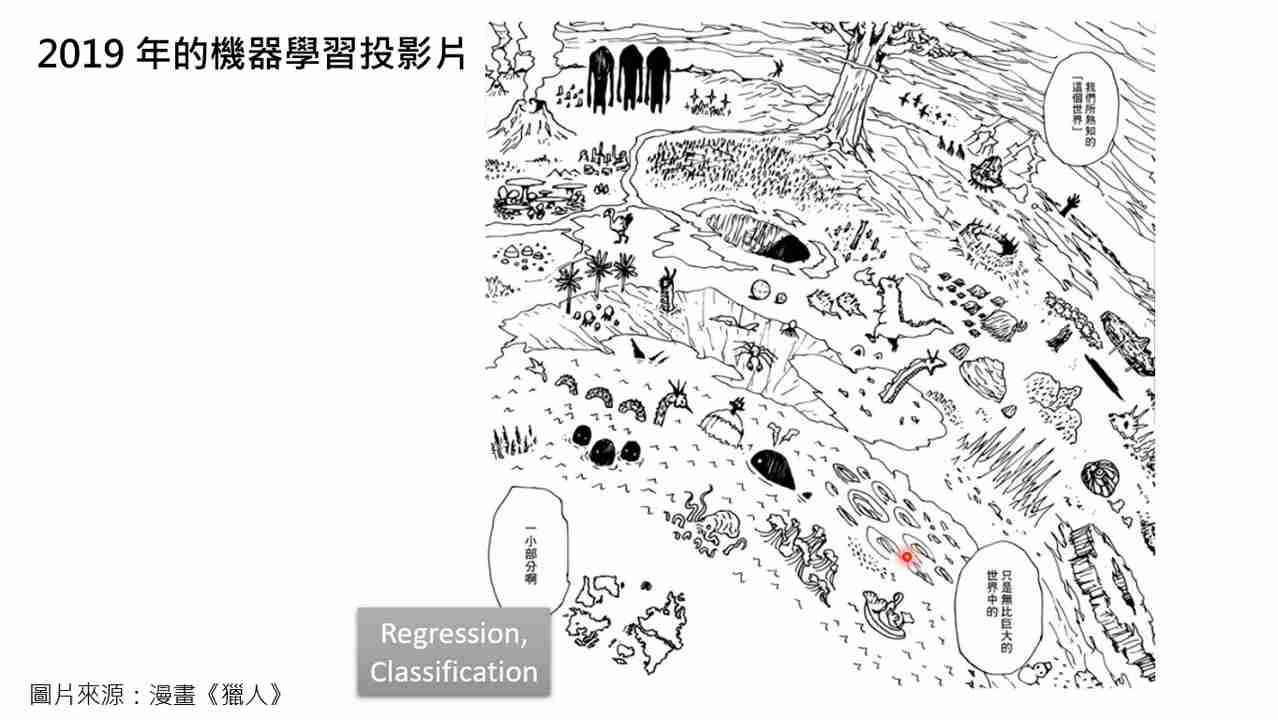 2019 年的機器學習投影片
我們所熟知的
「這個世界」
只是無比巨大的
世界中的
一小部分啊
Regression,
Classification
圖片來源：漫畫《獵人》